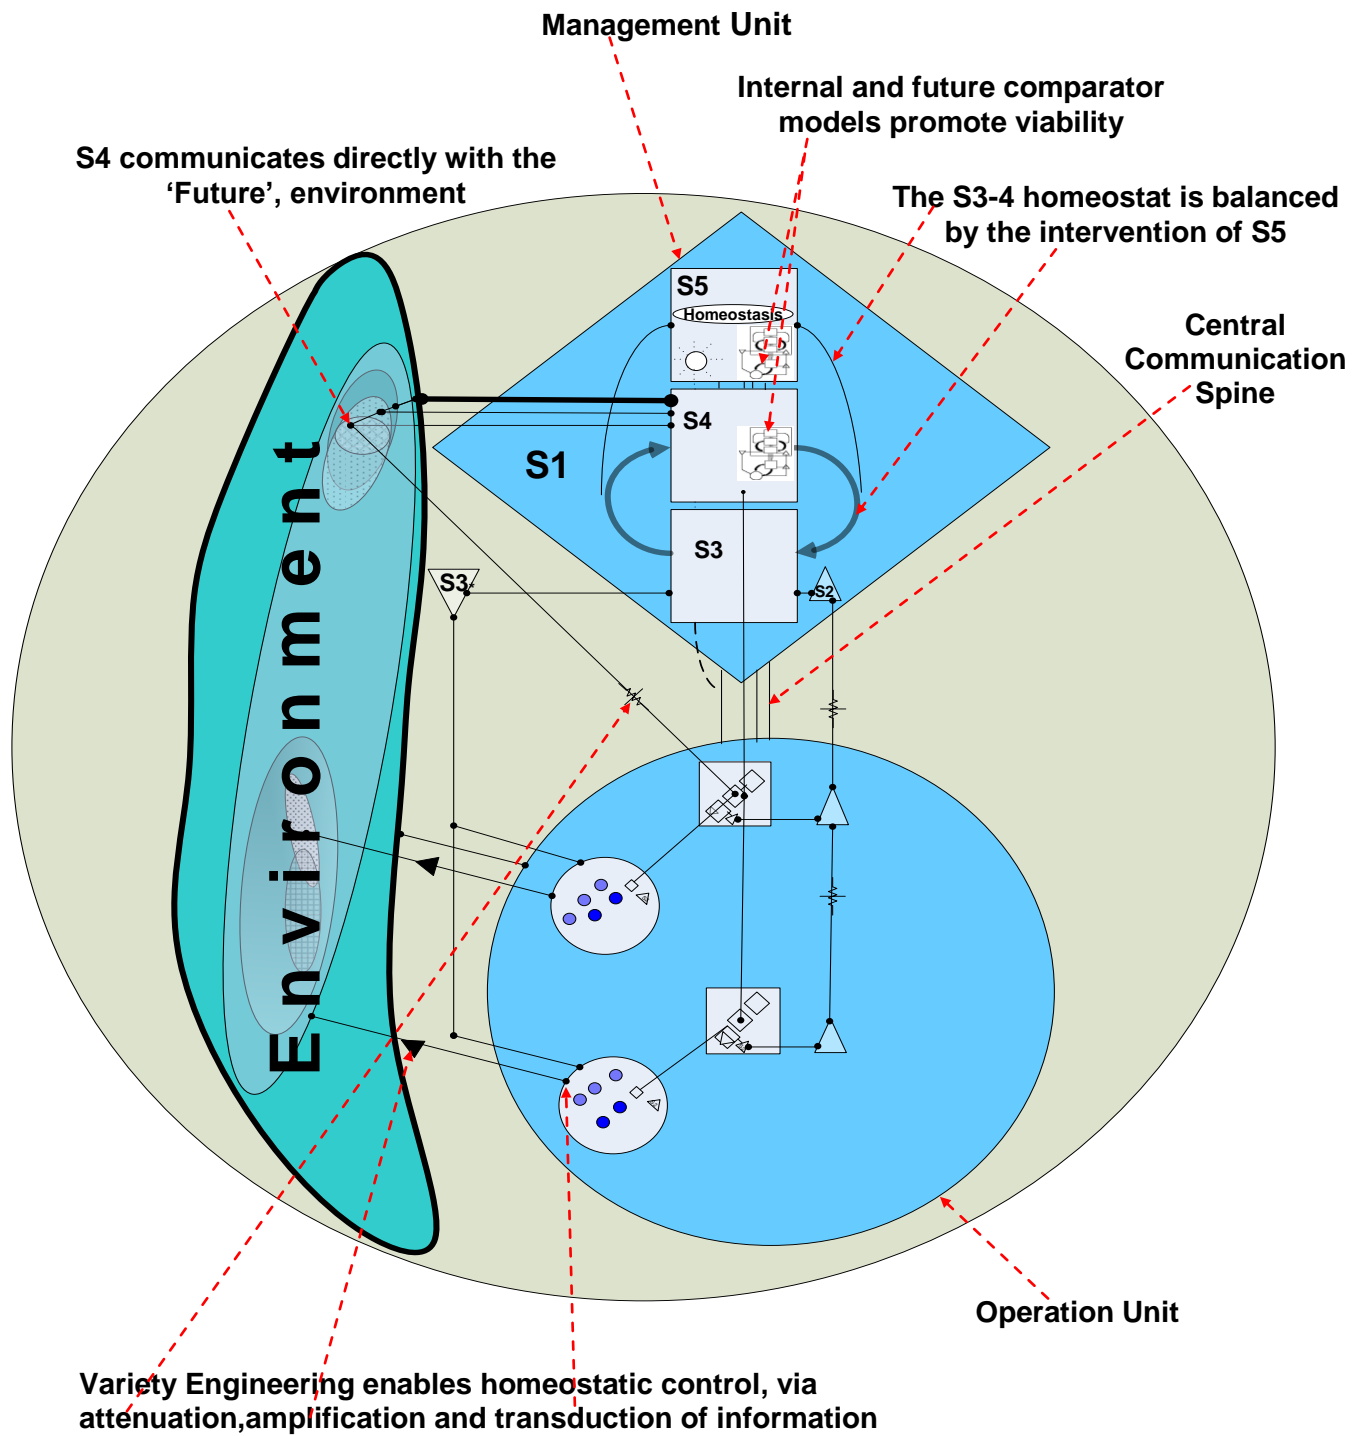 Management Unit
Internal and future comparator
models promote viability
S4 communicates directly with the
‘Future’, environment
The S3-4 homeostat is balanced
by the intervention of S5
S5
Homeostasis
Central
Communication
Spine
S4
S1
S3
S3*
S2
Environment
Operation Unit
Variety Engineering enables homeostatic control, via
attenuation,amplification and transduction of information